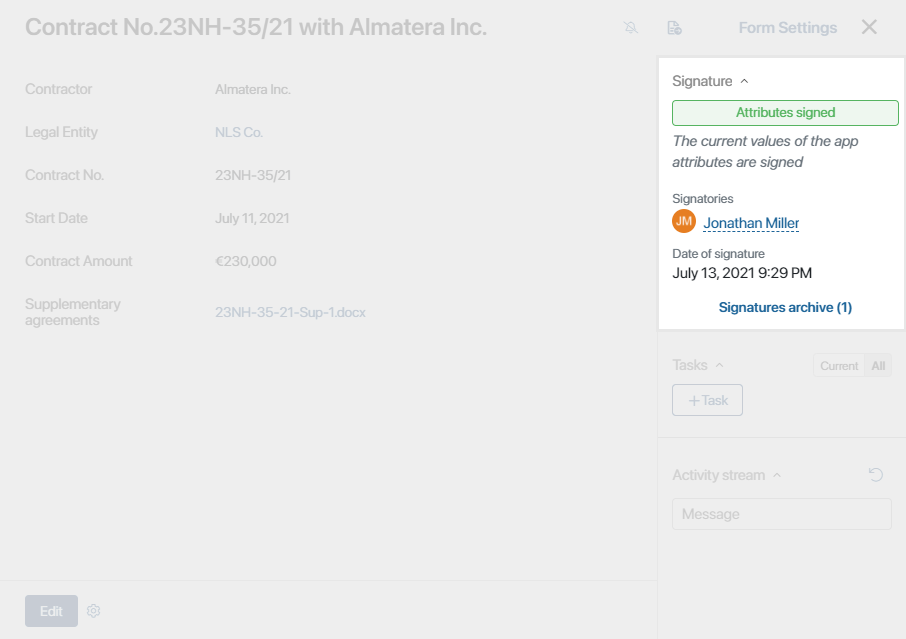 Contract No.23NH-35/21 with Almatera Inc.
Form Settings
Contractor Almatera Inc.
Legal Entity NLS Co.
Contract No. 23NH-35/21
Start Date July 11, 2021
Contract Amount €230,000
Supplementary
agreements 23NH-35-21-Sup-1.docx
Edit
Signature
Attributes signed
The current values of the app
attributes are signed
Signatories
JM Jonathan Miller
Date of signature
July 13, 2021 9:29 PM
Signatures archive (1)
Tasks Current All
+ Task
Activity stream
Message